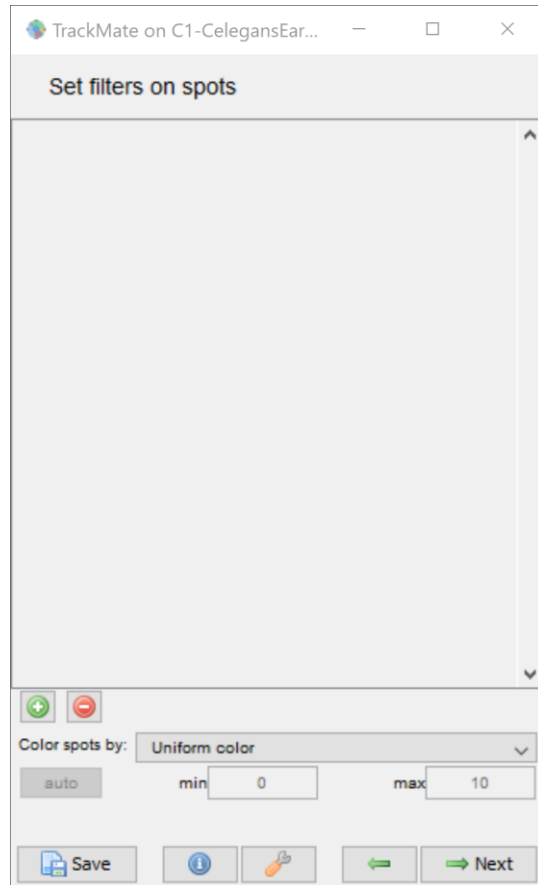 TrackMate on C1-CelegansEar...
Set filters on spots
Color spots by: Uniform color
auto min 0 max 10
Save Next